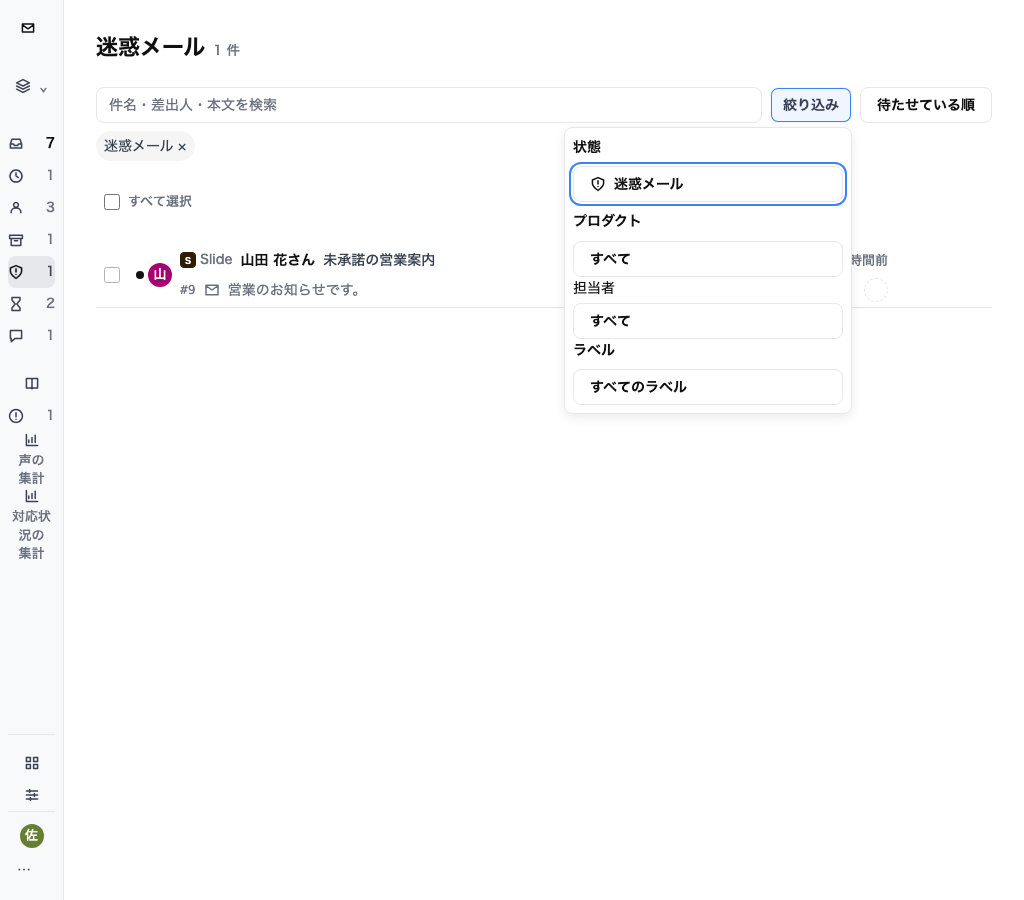 迷惑メール 1 件
件名・差出人・本文を検索
絞り込み
待たせている順
迷惑メール ×
すべて選択
S Slide 山田 花さん 未承諾の営業案内
山
#9 営業のお知らせです。
時間前
状態
迷惑メール
プロダクト
すべて
担当者
すべて
ラベル
すべてのラベル
7
1
3
1
1
2
1
1
声の
集計
対応状
況の
集計
佐
…